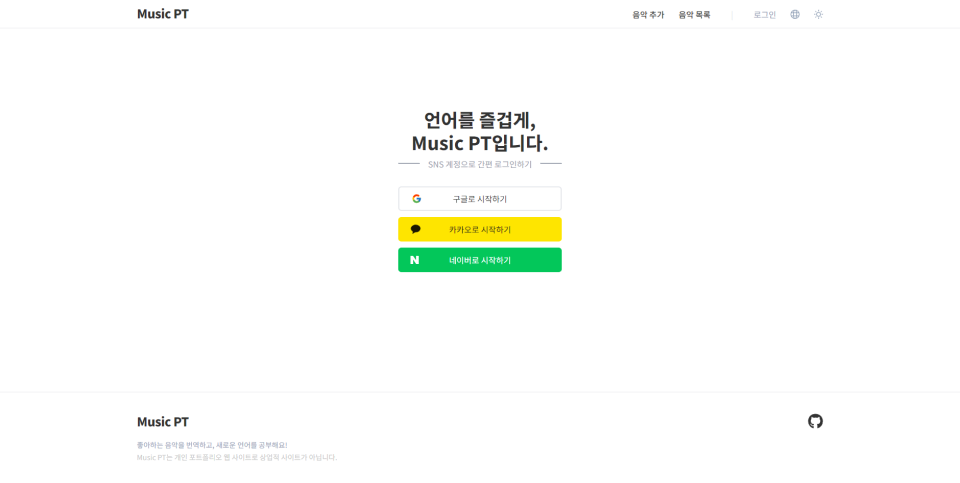 Music PT
음악 추가
음악 목록
로그인
언어를 즐겁게,
Music PT입니다.
SNS 계정으로 간편 로그인하기
구글로 시작하기
카카오로 시작하기
네이버로 시작하기
Music PT
좋아하는 음악을 번역하고, 새로운 언어를 공부해요!
Music PT는 개인 포트폴리오 웹 사이트로 상업적 사이트가 아닙니다.